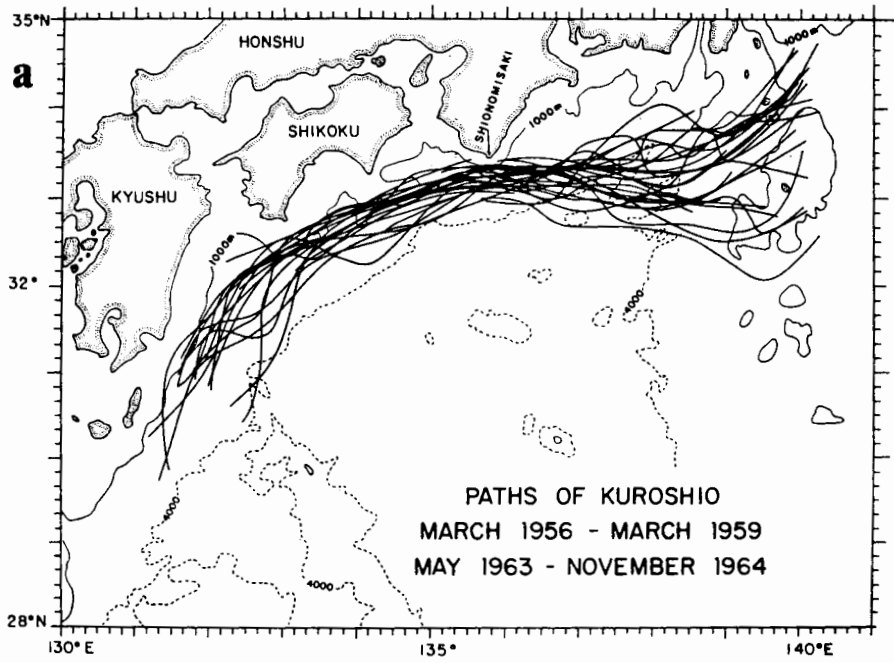 35°N
a
HONSHU
1000m
SHIONOMISAKI
1000m
SHIKOKU
KYUSHU
1000m
32°
4000
PATHS OF KUROSHIO
MARCH 1956 - MARCH 1959
MAY 1963 - NOVEMBER 1964
4000
4000
28°N
130°E
135°
140°E